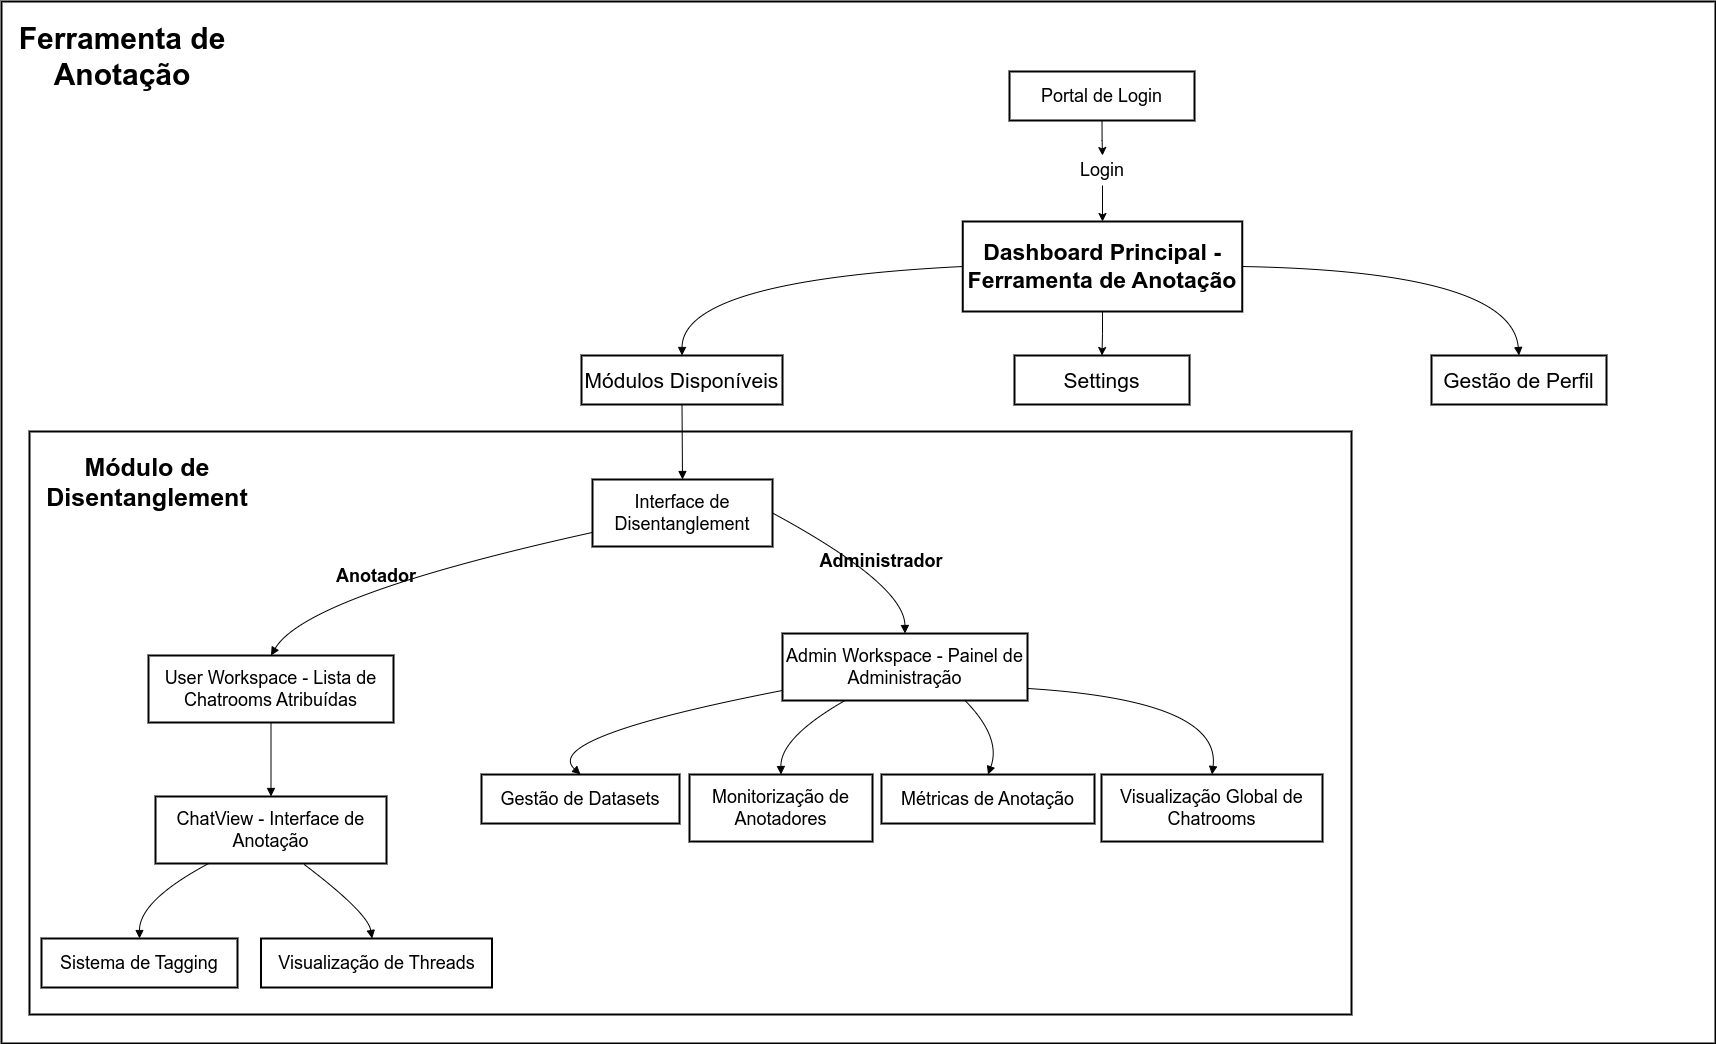 Ferramenta de
Anotação
Portal de Login
Login
Dashboard Principal -
Ferramenta de Anotação
Módulos Disponíveis
Settings
Gestão de Perfil
Módulo de
Disentanglement
Interface de
Disentanglement
Anotador
Administrador
User Workspace - Lista de
Chatrooms Atribuídas
Admin Workspace - Painel de
Administração
ChatView - Interface de
Anotação
Gestão de Datasets
Monitorização de
Anotadores
Métricas de Anotação
Visualização Global de
Chatrooms
Sistema de Tagging
Visualização de Threads